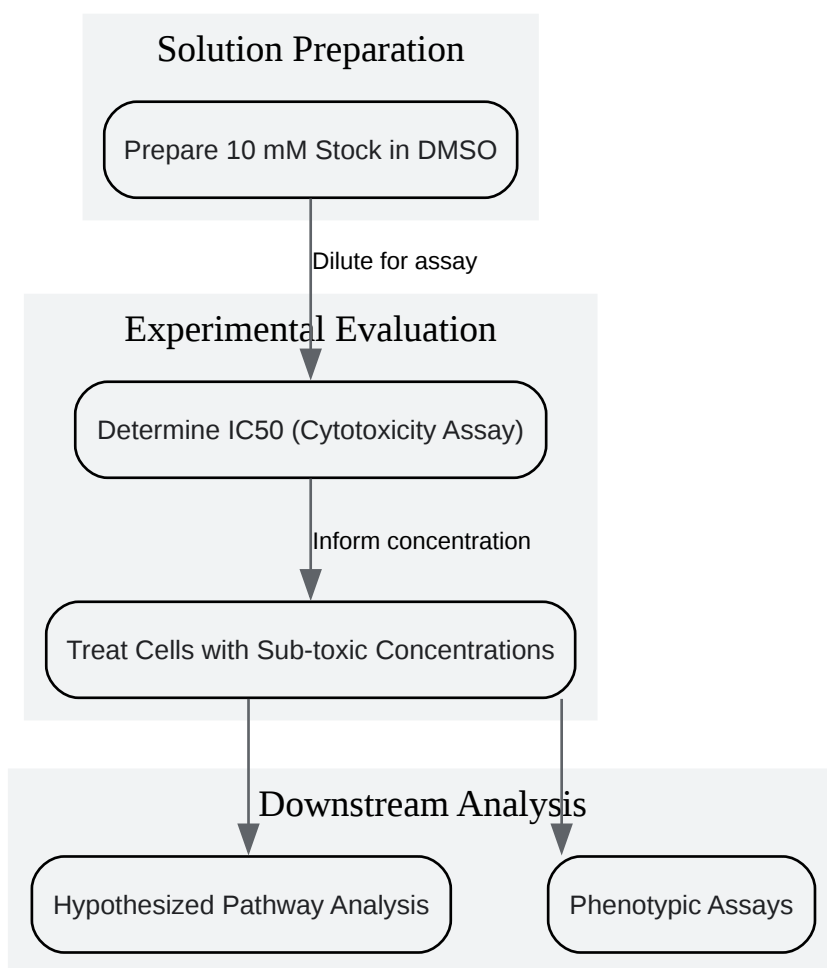 Solution Preparation
Prepare 10 mM Stock in DMSO
Dilute for assay
Experimental Evaluation
Determine IC50 (Cytotoxicity Assay)
Inform concentration
Treat Cells with Sub-toxic Concentrations
Downstream Analysis
Hypothesized Pathway Analysis
Phenotypic Assays